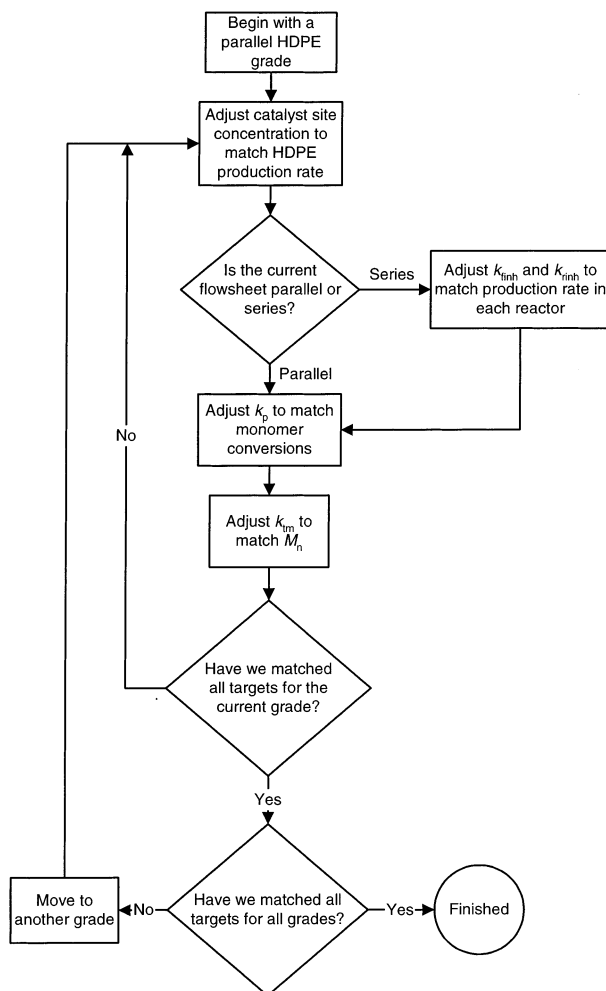 Begin with a
parallel HDPE
grade
Adjust catalyst site
concentration to
match HDPE
production rate
Is the current
flowsheet parallel or
series?
Series
Adjust kfinh and krinh to
match production rate in
each reactor
Parallel
Adjust kp to match
monomer
conversions
No
Adjust ktm to
match Mn
Have we matched
all targets for the
current grade?
Yes
Have we matched all
targets for all grades?
No
Move to
another grade
Yes
Finished